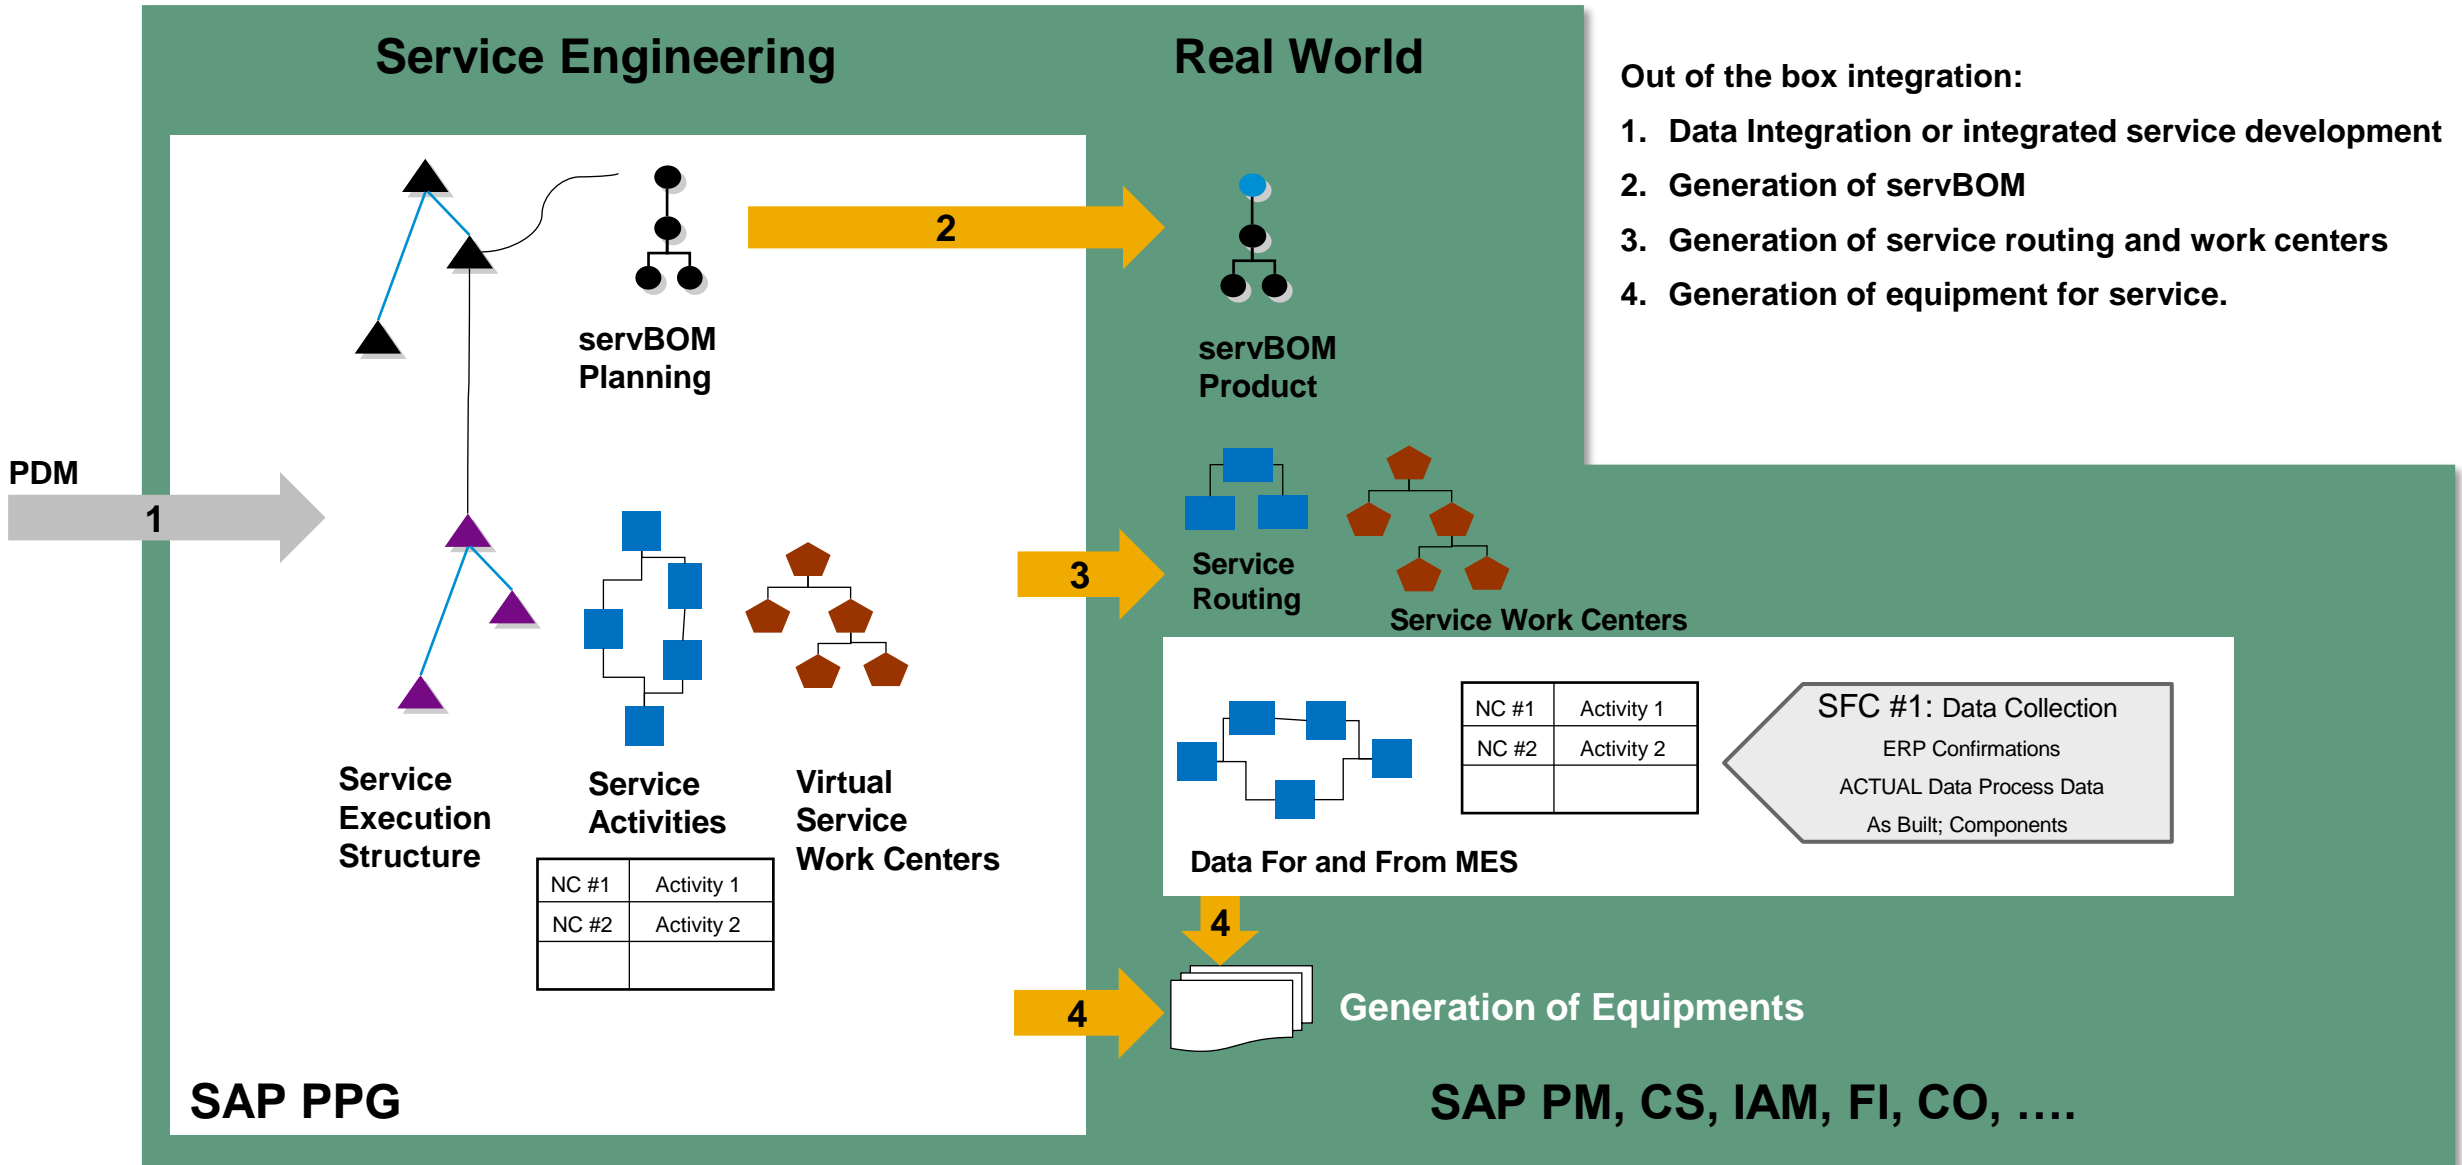 Service Engineering
Real World
Out of the box integration:
1. Data Integration or integrated service development
2. Generation of servBOM
3. Generation of service routing and work centers
4. Generation of equipment for service.
2
servBOM
Planning
servBOM
Product
PDM
1
3
Service
Routing
Service Work Centers
Service
Execution
Structure
Service
Activities
Virtual
Service
Work Centers
NC #1 Activity 1
NC #2 Activity 2
NC #1 Activity 1
NC #2 Activity 2
SFC #1: Data Collection
ERP Confirmations
ACTUAL Data Process Data
As Built; Components
Data For and From MES
4
4
Generation of Equipments
SAP PPG
SAP PM, CS, IAM, FI, CO, ....